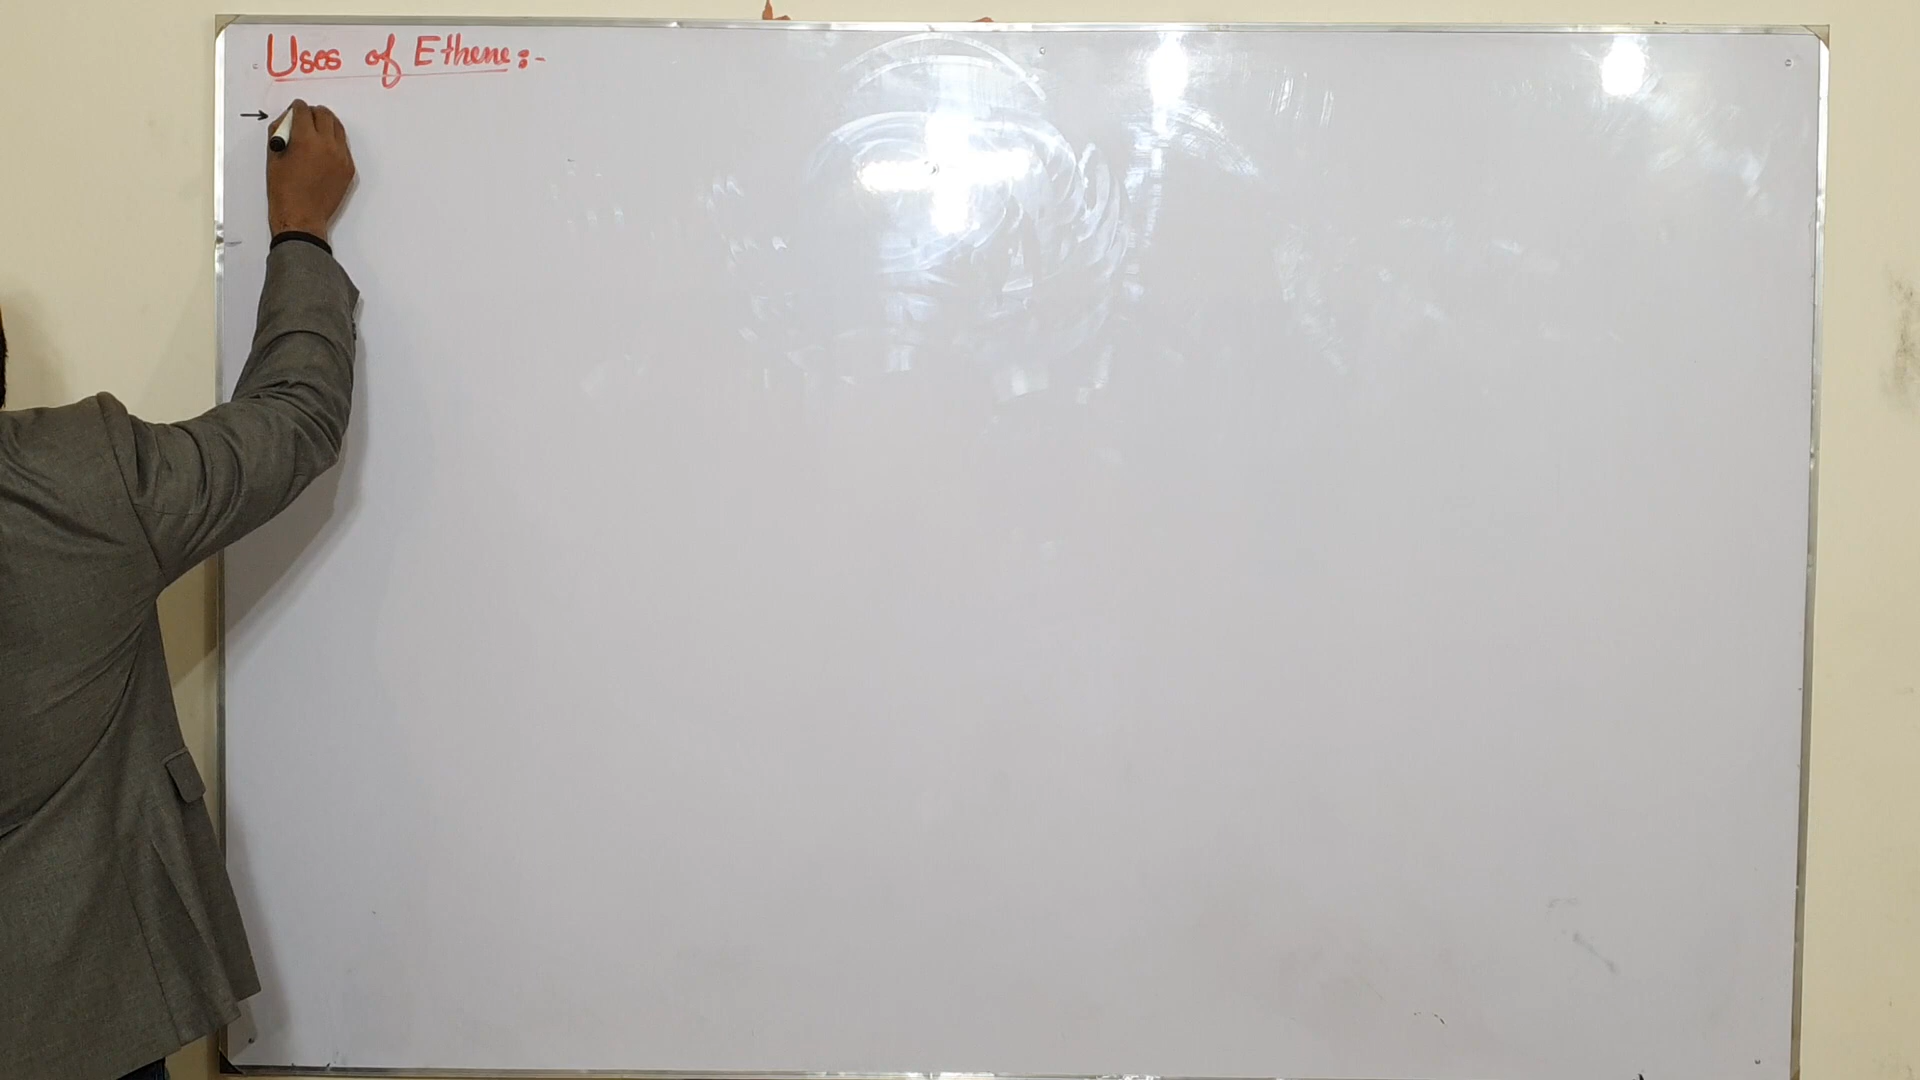 Uses of Ethene:-
→